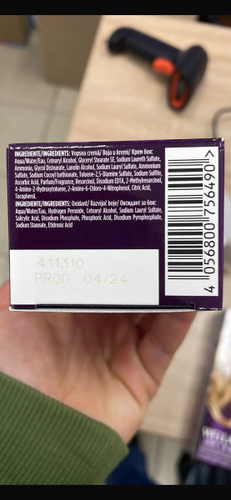 INGREDIENTE/INGREDIENTS: Vopsea cremă/ Boja u kremi/ Крем боя:
Aqua/Water/Eau, Cetearyl Alcohol, Glyceryl Stearate SE, Sodium Laureth Sulfate,
Ammonia, Glycol Distearate, Lanolin Alcohol, Sodium Lauryl Sulfate, Ammonium
Sulfate, Sodium Cocoyl Isethionate, Toluene-2,5-Diamine Sulfate, Sodium Sulfite,
Ascorbic Acid, Parfum/Fragrance, Resorcinol, Disodium EDTA, 2-Methylresorcinol,
4-Amino-2-Hydroxytoluene, 2-Amino-6-Chloro-4-Nitrophenol, Citric Acid,
Tocopherol.
INGREDIENTE/INGREDIENTS: Oxidant/ Razvijač boje/ Оксидант за боя:
Aqua/Water/Eau, Hydrogen Peroxide, Cetearyl Alcohol, Sodium Lauryl Sulfate,
Salicylic Acid, Disodium Phosphate, Phosphoric Acid, Disodium Pyrophosphate,
Sodium Stannate, Etidronic Acid
4 056800 756490 >
411310
PROD 04/24